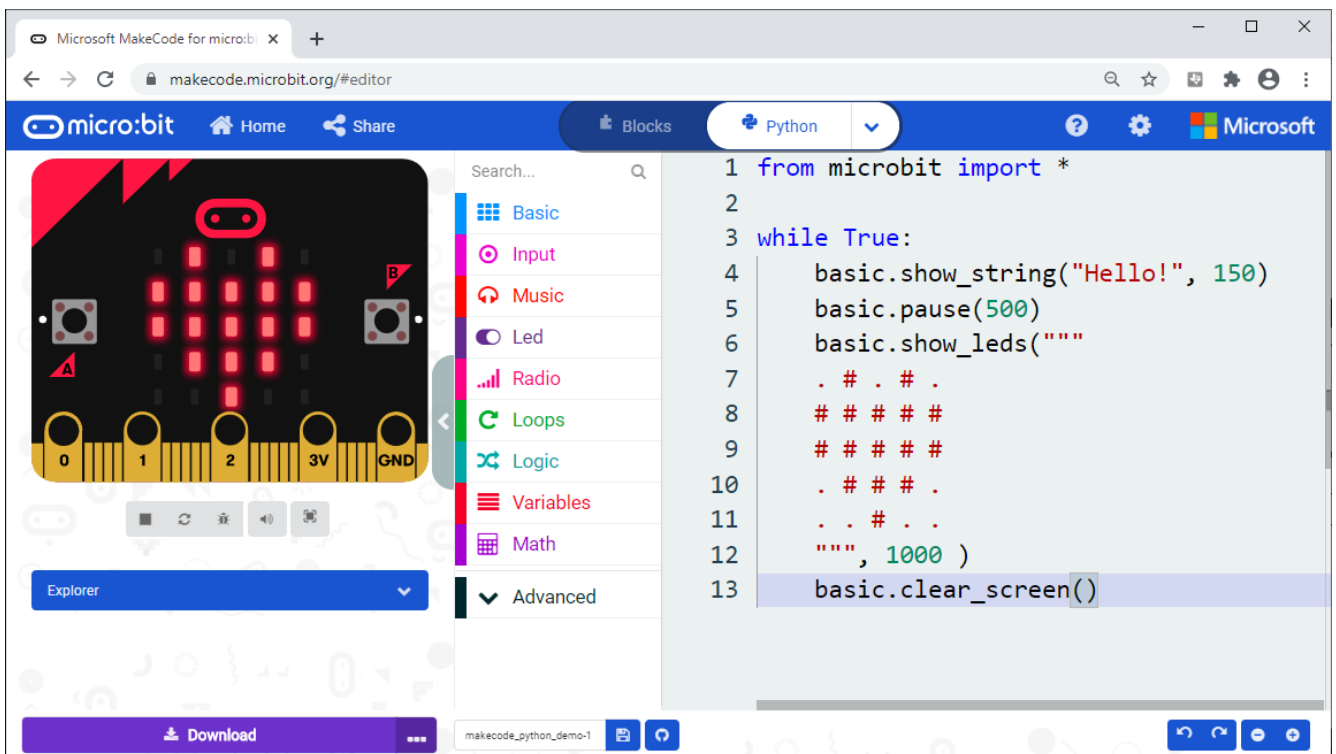 Microsoft MakeCode for micro:bi
makecode.microbit.org/#editor
micro:bit Home Share Blocks Python Microsoft
B
A
0 1 2 3V GND
Explorer
Download
Search...
Basic
Input
Music
Led
Radio
Loops
Logic
Variables
Math
Advanced
1 from microbit import *
2
3 while True:
4 basic.show_string("Hello!", 150)
5 basic.pause(500)
6 basic.show_leds("""
7 . # . # .
8 # # # # #
9 # # # # #
10 . # # # .
11 . . # . .
12 """, 1000 )
13 basic.clear_screen()
makecode_python_demo-1